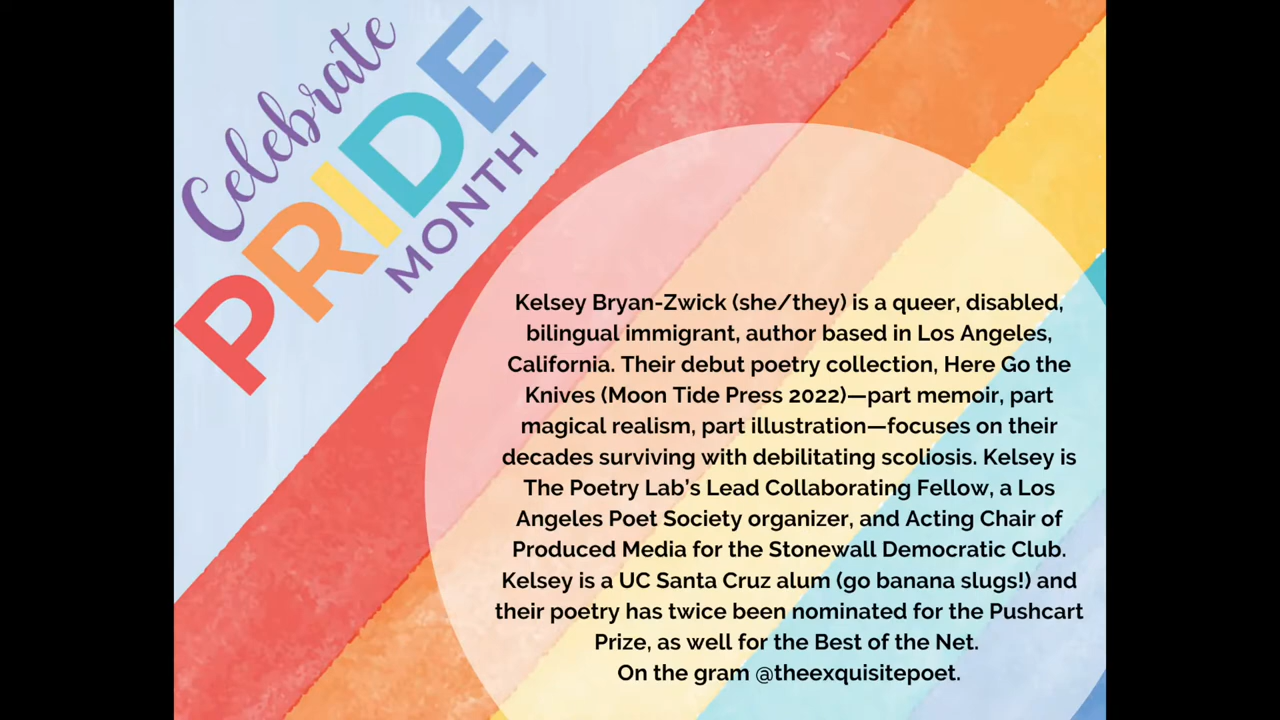 Celebrate
PRIDE
MONTH
Kelsey Bryan-Zwick (she/they) is a queer, disabled,
bilingual immigrant, author based in Los Angeles,
California. Their debut poetry collection, Here Go the
Knives (Moon Tide Press 2022)—part memoir, part
magical realism, part illustration—focuses on their
decades surviving with debilitating scoliosis. Kelsey is
The Poetry Lab's Lead Collaborating Fellow, a Los
Angeles Poet Society organizer, and Acting Chair of
Produced Media for the Stonewall Democratic Club.
Kelsey is a UC Santa Cruz alum (go banana slugs!) and
their poetry has twice been nominated for the Pushcart
Prize, as well for the Best of the Net.
On the gram @theexquisitepoet.